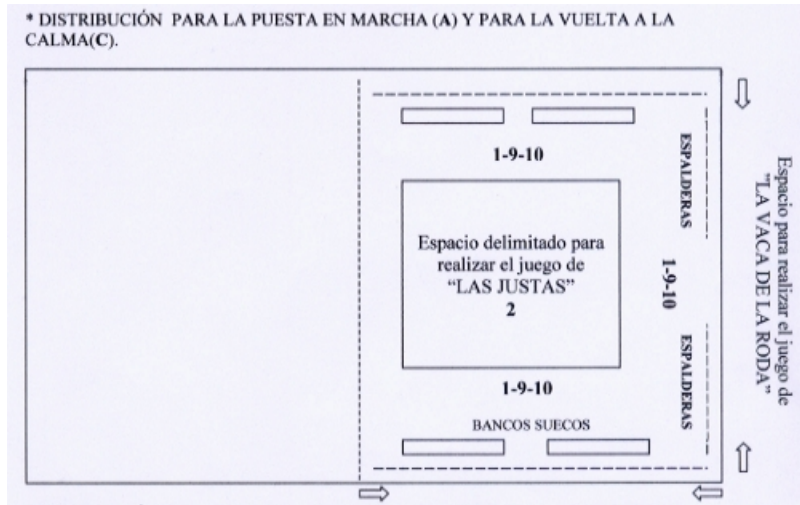 * DISTRIBUCIÓN PARA LA PUESTA EN MARCHA (A) Y PARA LA VUELTA A LA
CALMA(C).
1-9-10
ESPALDERAS
Espacio delimitado para
realizar el juego de
“LAS JUSTAS”
2
1-9-10
Espacio para realizar el juego de
"LA VACA DE LA RODA"
1-9-10
ESPALDERAS
BANCOS SUECOS